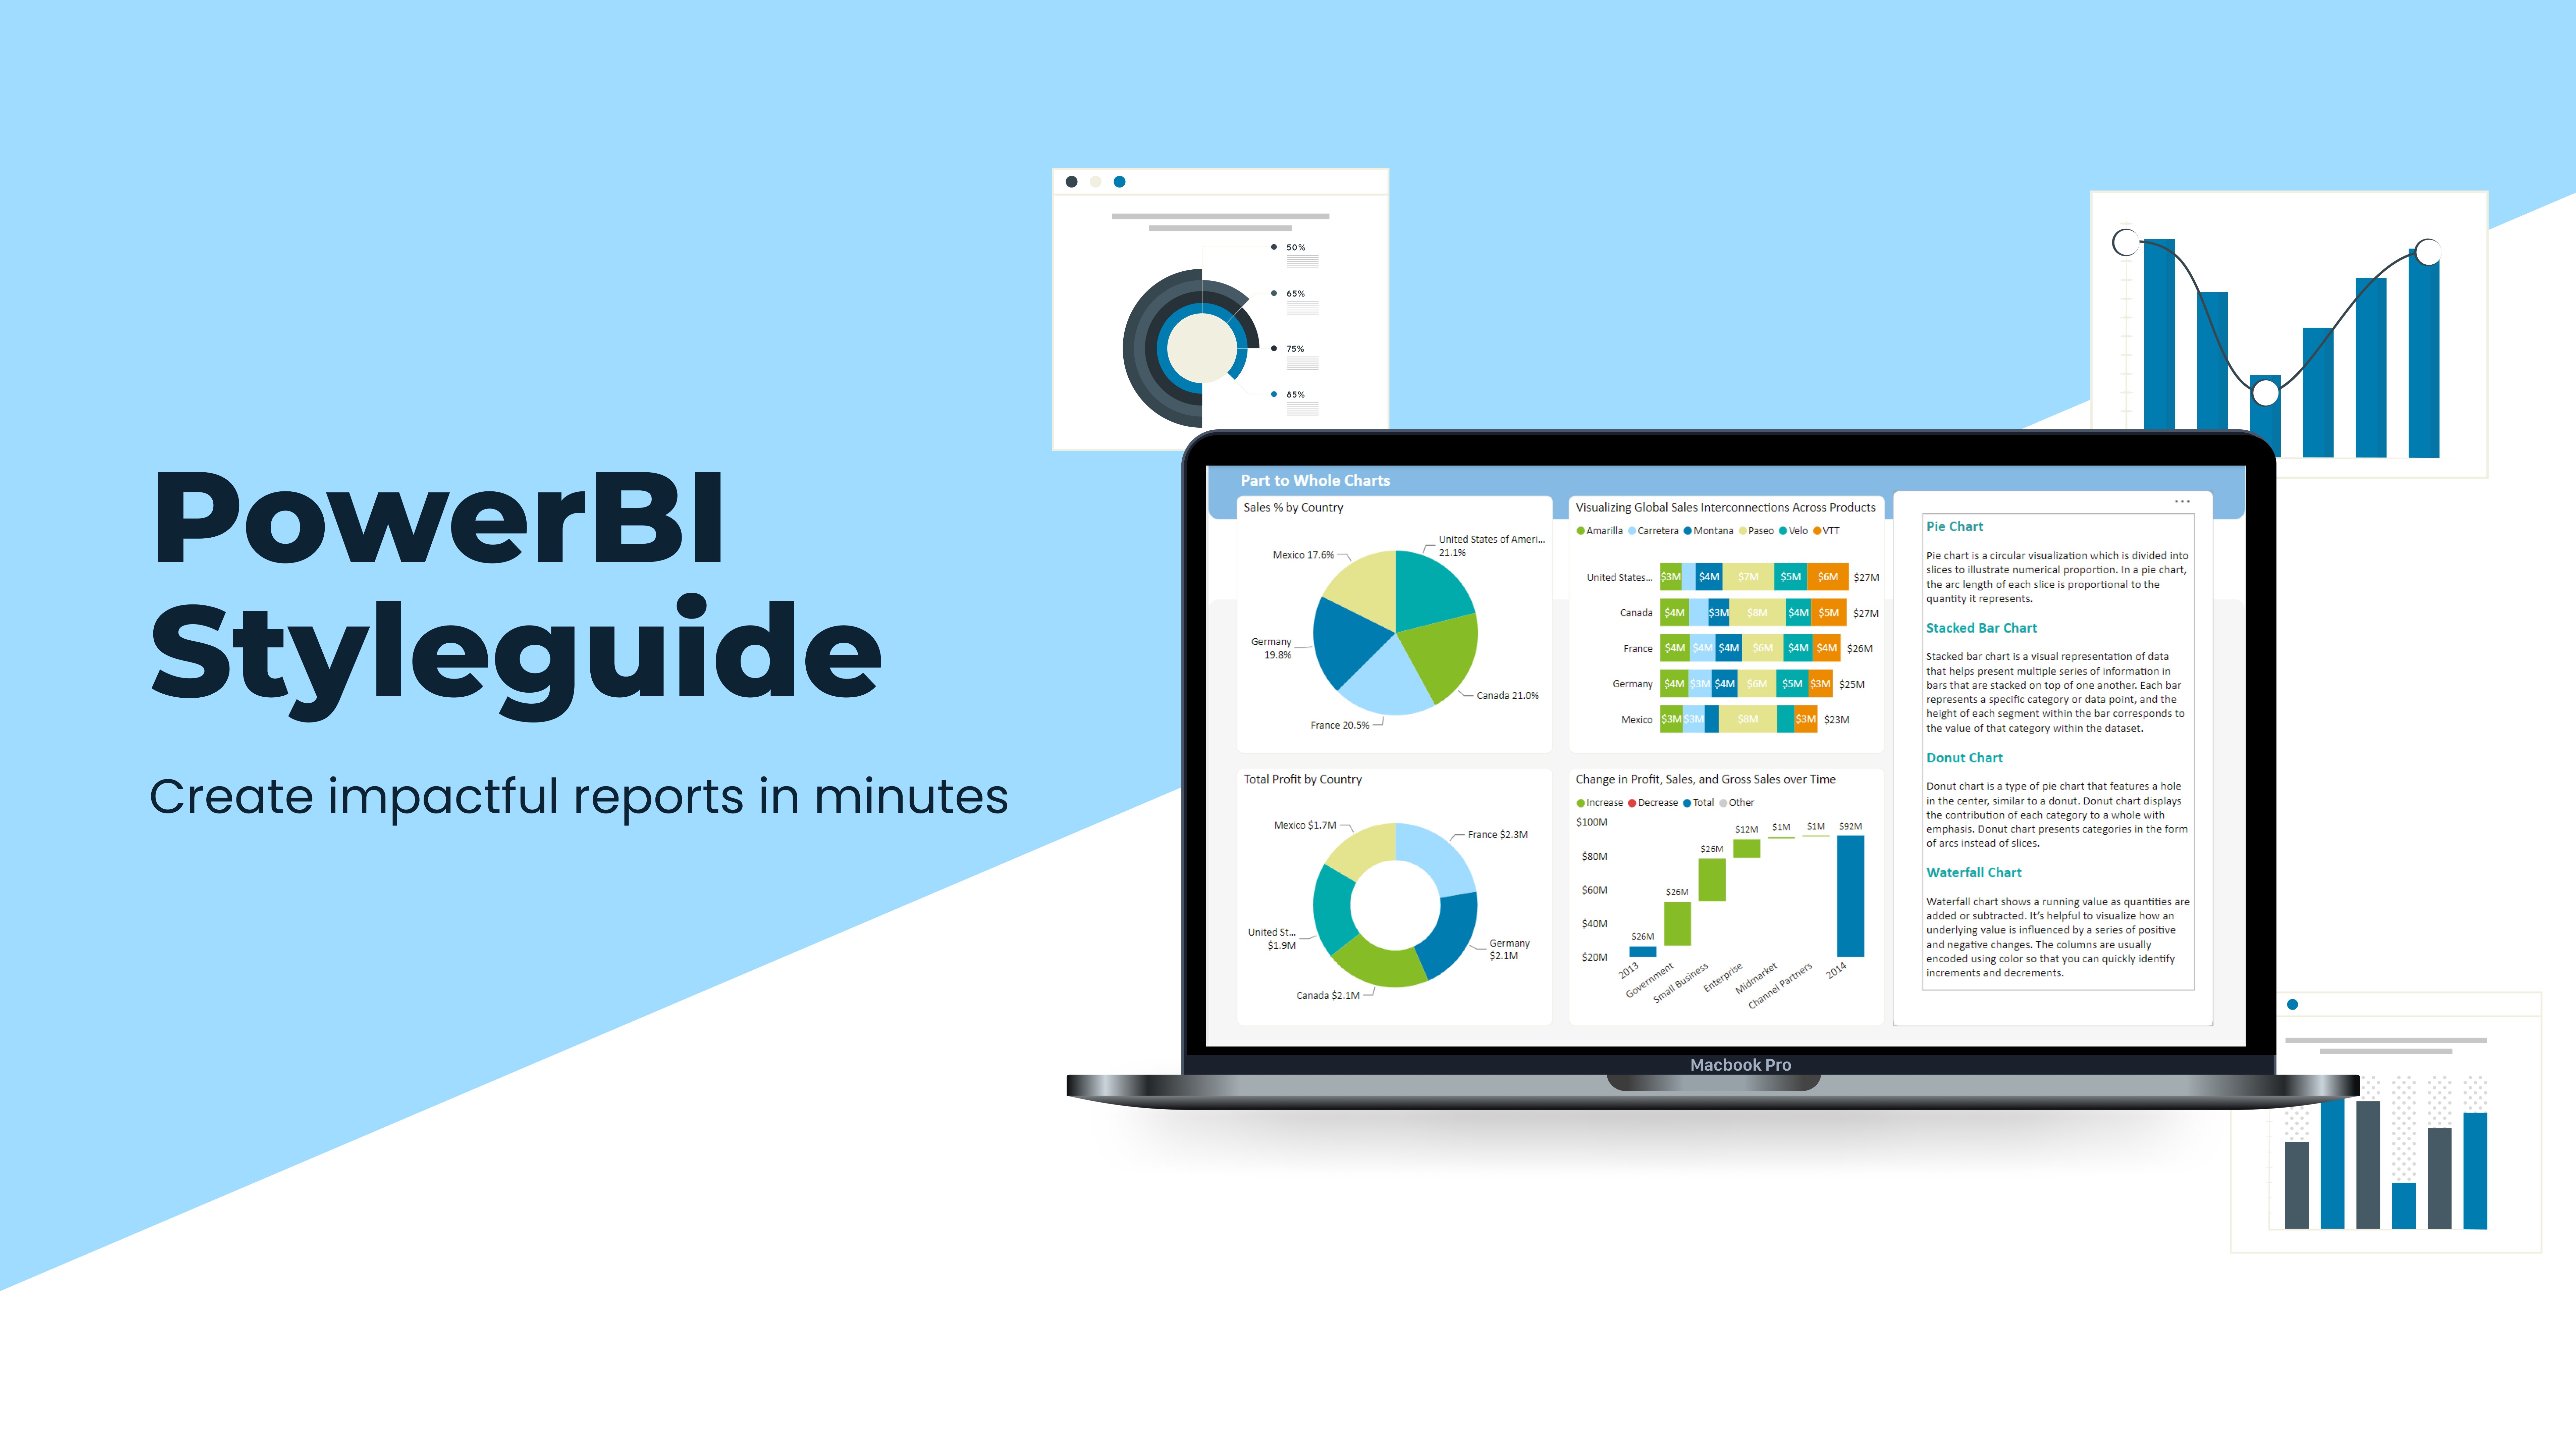 PowerBI
Styleguide
Create impactful reports in minutes
50%
65%
75%
85%
Part to Whole Charts
Sales % by Country
United States of Ameri...
21.1%
Mexico 17.6%
Germany
19.8%
Canada 21.0%
France 20.5%
Visualizing Global Sales Interconnections Across Products
Amarilla Carretera Montana Paseo Velo VTT
United States... $3M $4M $7M $5M $6M $27M
Canada $4M $3M $8M $4M $5M $27M
France $4M $4M $4M $6M $4M $4M $26M
Germany $4M $3M $4M $6M $5M $3M $25M
Mexico $3M $3M $8M $3M $23M
Total Profit by Country
Mexico $1.7M
France $2.3M
United St...
$1.9M
Germany
$2.1M
Canada $2.1M
Change in Profit, Sales, and Gross Sales over Time
Increase Decrease Total Other
$100M
$80M
$60M
$40M
$20M
$26M
$26M
$26M
$12M
$1M
$1M
$92M
2013
Government
Small Business
Enterprise
Midmarket
Channel Partners
2014
Pie Chart
Pie chart is a circular visualization which is divided into
slices to illustrate numerical proportion. In a pie chart,
the arc length of each slice is proportional to the
quantity it represents.
Stacked Bar Chart
Stacked bar chart is a visual representation of data
that helps present multiple series of information in
bars that are stacked on top of one another. Each bar
represents a specific category or data point, and the
height of each segment within the bar corresponds to
the value of that category within the dataset.
Donut Chart
Donut chart is a type of pie chart that features a hole
in the center, similar to a donut. Donut chart displays
the contribution of each category to a whole with
emphasis. Donut chart presents categories in the form
of arcs instead of slices.
Waterfall Chart
Waterfall chart shows a running value as quantities are
added or subtracted. It's helpful to visualize how an
underlying value is influenced by a series of positive
and negative changes. The columns are usually
encoded using color so that you can quickly identify
increments and decrements.
Macbook Pro